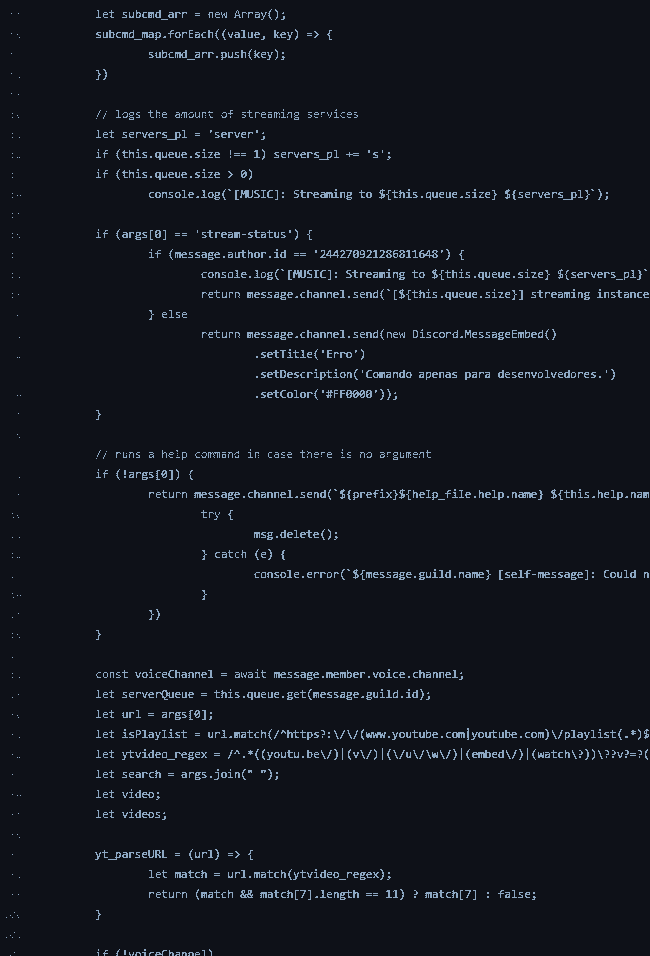 let subcmd_arr = new Array();
subcmd_map.forEach((value, key) => {
subcmd_arr.push(key);
})
// logs the amount of streaming services
let servers_pl = 'server';
if (this.queue.size !== 1) servers_pl += 's';
if (this.queue.size > 0)
console.log(`[MUSIC]: Streaming to ${this.queue.size} ${servers_pl}`);
if (args[0] == 'stream-status') {
if (message.author.id == '244270921286811648') {
console.log(`[MUSIC]: Streaming to ${this.queue.size} ${servers_pl}`
return message.channel.send(`[${this.queue.size}] streaming instance
} else
return message.channel.send(new Discord.MessageEmbed()
.setTitle('Erro')
.setDescription('Comando apenas para desenvolvedores.')
.setColor('#FF0000'));
}
// runs a help command in case there is no argument
if (!args[0]) {
return message.channel.send(`${prefix}${help_file.help.name} ${this.help.nam
try {
msg.delete();
} catch (e) {
console.error(`${message.guild.name} [self-message]: Could n
}
})
}
const voiceChannel = await message.member.voice.channel;
let serverQueue = this.queue.get(message.guild.id);
let url = args[0];
let isPlaylist = url.match(/^https?:\/\/(www.youtube.com|youtube.com)\/playlist(.*)$
let ytvideo_regex = /^.*((youtu.be\/)|(v\/)|(\/u\/\w\/)|(embed\/)|(watch\?))\??v?=?(
let search = args.join(" ");
let video;
let videos;
yt_parseURL = (url) => {
let match = url.match(ytvideo_regex);
return (match && match[7].length == 11) ? match[7] : false;
}
if (!voiceChannel)